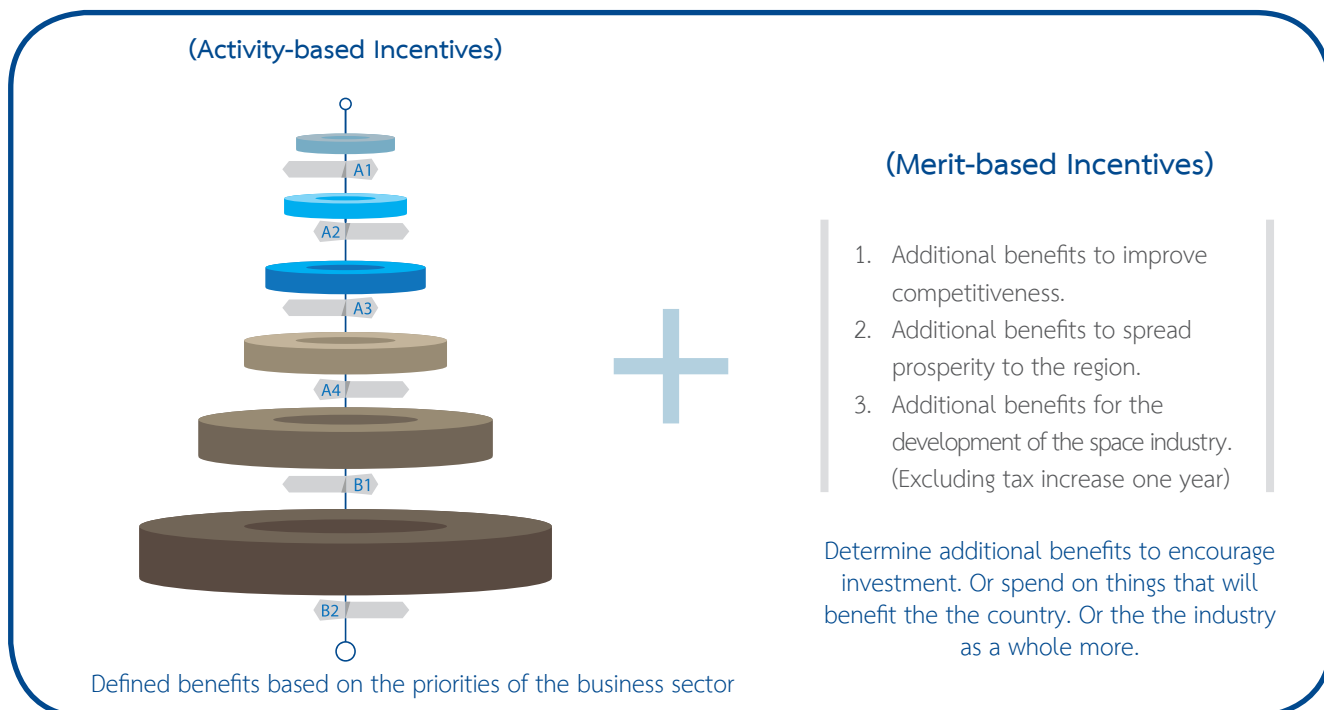 (Activity-based Incentives)
A1
A2
A3
A4
B1
B2
Defined benefits based on the priorities of the business sector
(Merit-based Incentives)
1. Additional benefits to improve
competitiveness.
2. Additional benefits to spread
prosperity to the region.
3. Additional benefits for the
development of the space industry.
(Excluding tax increase one year)
Determine additional benefits to encourage
investment. Or spend on things that will
benefit the the country. Or the the industry
as a whole more.